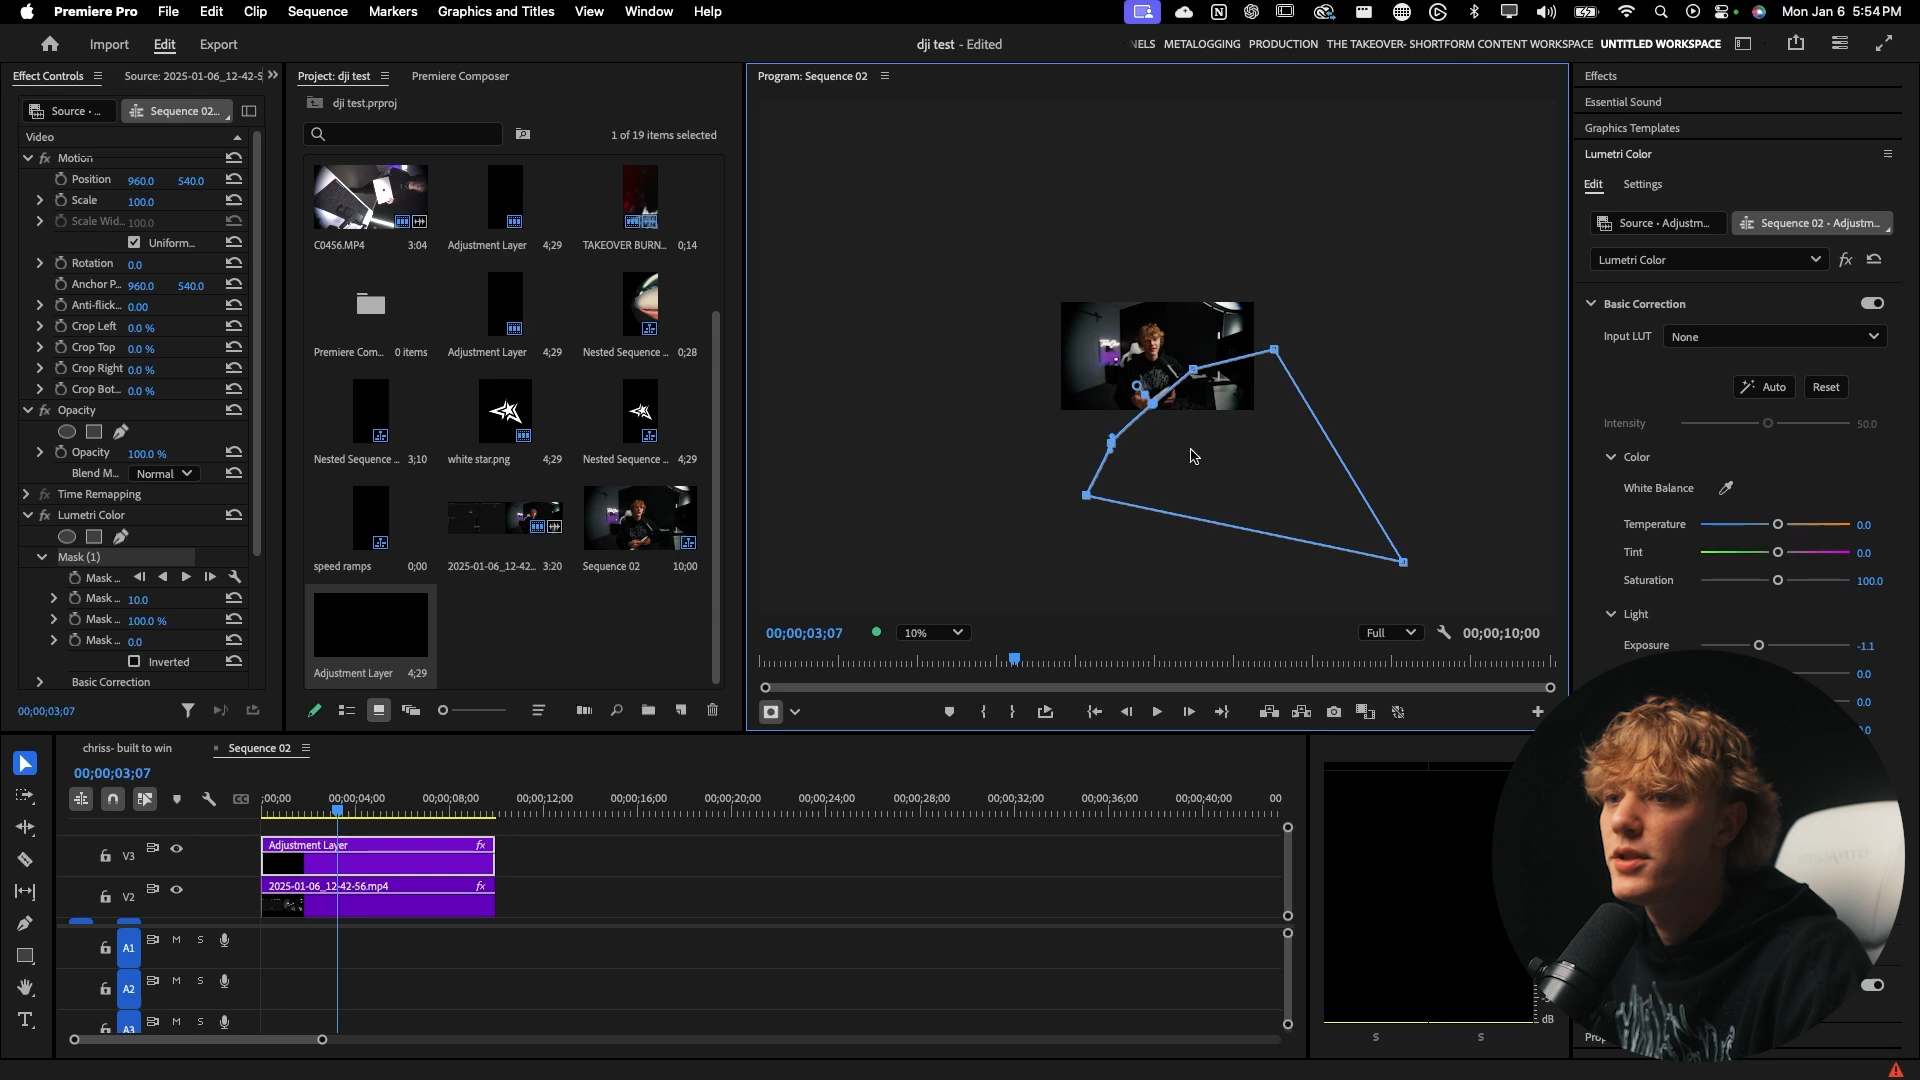 Premiere Pro File Edit Clip Sequence Markers Graphics and Titles View Window Help
Mon Jan 6 5:54 PM
Import Edit Export
dji test - Edited
NELS METALOGGING PRODUCTION THE TAKEOVER- SHORTFORM CONTENT WORKSPACE UNTITLED WORKSPACE
Effect Controls
Source: 2025-01-06_12-42-5
Source · ...
Sequence 02...
Video
fx Motion
Position 960.0 540.0
Scale 100.0
Scale Wid... 100.0
Uniform...
Rotation 0.0
Anchor P... 960.0 540.0
Anti-flick... 0.00
Crop Left 0.0 %
Crop Top 0.0 %
Crop Right 0.0 %
Crop Bot... 0.0 %
fx Opacity
Opacity 100.0 %
Blend M... Normal
fx Time Remapping
fx Lumetri Color
Mask (1)
Mask ...
Mask ... 10.0
Mask ... 100.0 %
Mask ... 0.0
Inverted
Basic Correction
00;00;03;07
Project: dji test
Premiere Composer
dji test.prproj
1 of 19 items selected
C0456.MP4 3:04
Adjustment Layer 4;29
TAKEOVER BURN... 0;14
Premiere Com... 0 items
Adjustment Layer 4;29
Nested Sequence ... 0;28
Nested Sequence ... 3;10
white star.png 4;29
Nested Sequence ... 4;29
speed ramps 0;00
2025-01-06_12-42... 3:20
Sequence 02 10;00
Adjustment Layer 4;29
Program: Sequence 02
00;00;03;07
10%
Full
00;00;10;00
Effects
Essential Sound
Graphics Templates
Lumetri Color
Edit Settings
Source · Adjustm...
Sequence 02 · Adjustm...
Lumetri Color
fx
Basic Correction
Input LUT None
Auto Reset
Intensity 50.0
Color
White Balance
Temperature 0.0
Tint 0.0
Saturation 100.0
Light
Exposure -1.1
0.0
0.0
chriss- built to win
× Sequence 02
00;00;03;07
CC
;00;00 00;00;04;00 00;00;08;00 00;00;12;00 00;00;16;00 00;00;20;00 00;00;24;00 00;00;28;00 00;00;32;00 00;00;36;00 00;00;40;00 00
V3
Adjustment Layer fx
V2
2025-01-06_12-42-56.mp4 fx
A1 M S
A2 M S
A3 M S
dB
S S